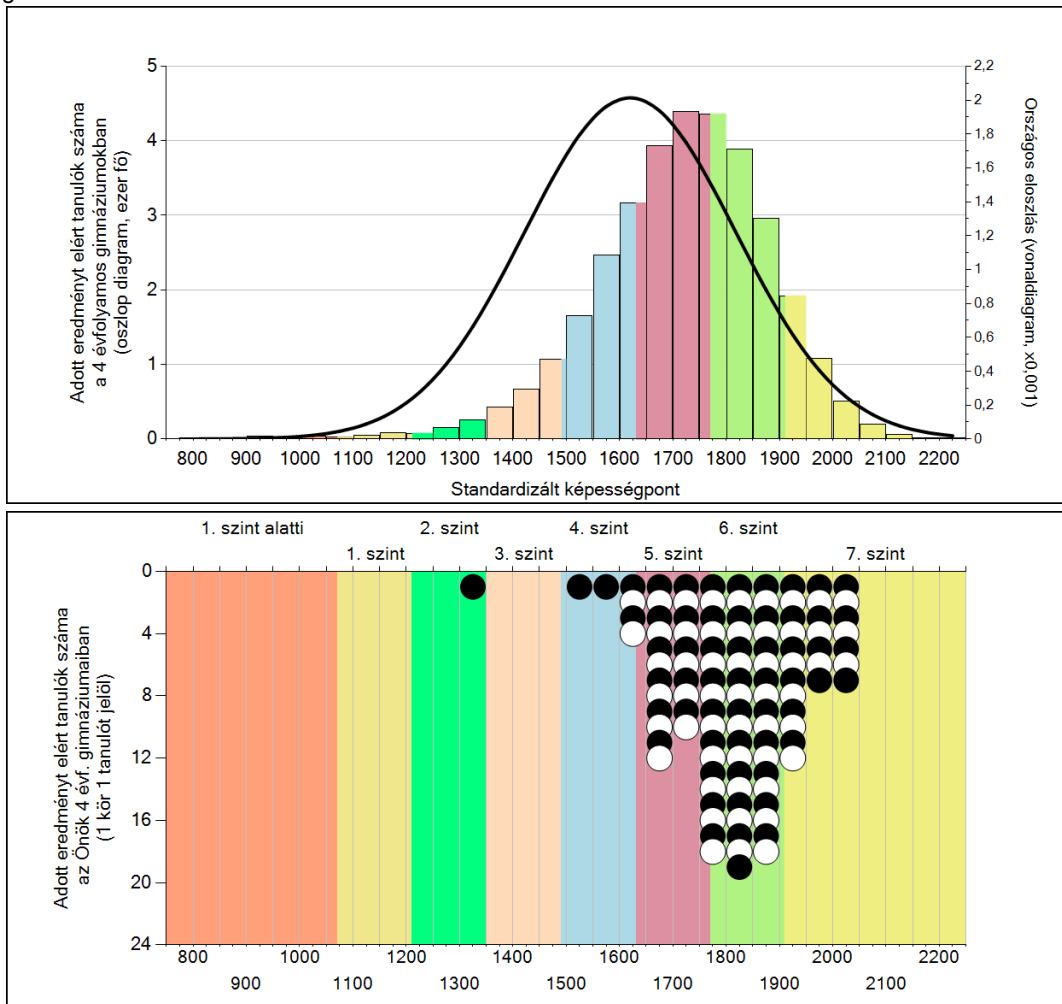 g
5
4
3
2
1
0
Adott eredményt elért tanulók száma
a 4 évfolyamos gimnáziumokban
(oszlop diagram, ezer fő)
2,2
2
1,8
1,6
1,4
1,2
1
0,8
0,6
0,4
0,2
0
Országos eloszlás (vonaldiagram, x0,001)
800 900 1000 1100 1200 1300 1400 1500 1600 1700 1800 1900 2000 2100 2200
Standardizált képességpont
1. szint alatti 2. szint 4. szint 6. szint
1. szint 3. szint 5. szint 7. szint
0
4
8
12
16
20
24
Adott eredményt elért tanulók száma
az Önök 4 évf. gimnáziumaiban
(1 kör 1 tanulót jelöl)
800 1000 1200 1400 1600 1800 2000 2200
900 1100 1300 1500 1700 1900 2100